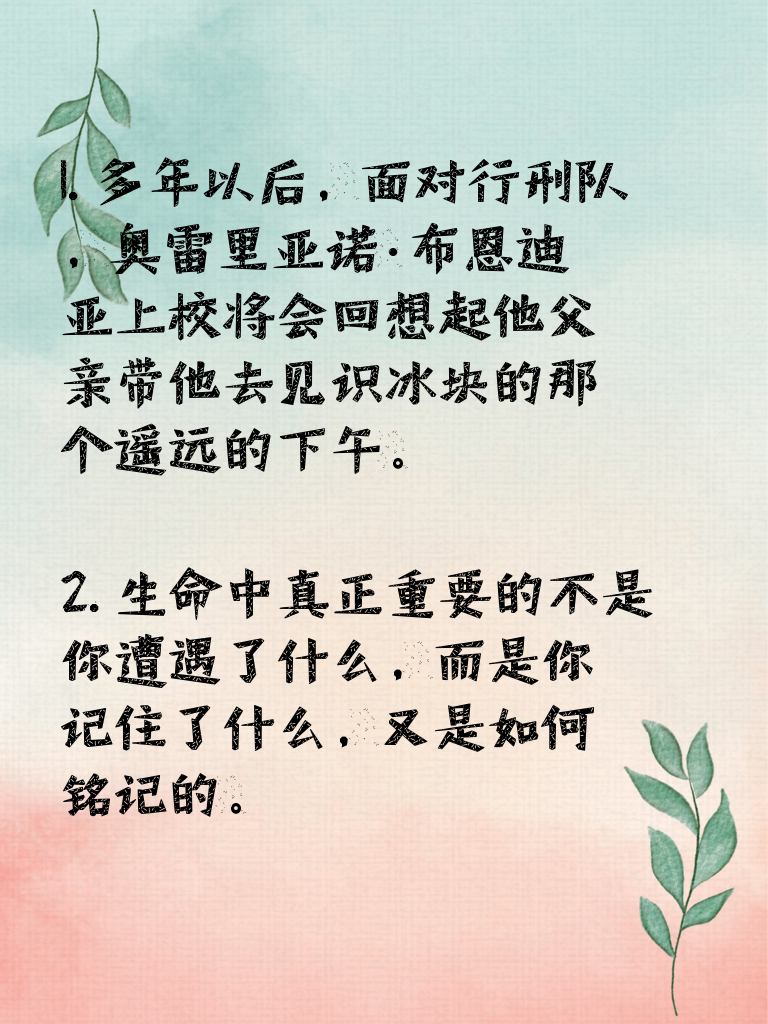 1.多年以后，面对行刑队
，奥雷里亚诺·布恩迪
亚上校将会回想起他父
亲带他去见识冰块的那
个遥远的下午。
2.生命中真正重要的不是
你遭遇了什么，而是你
记住了什么，又是如何
铭记的。